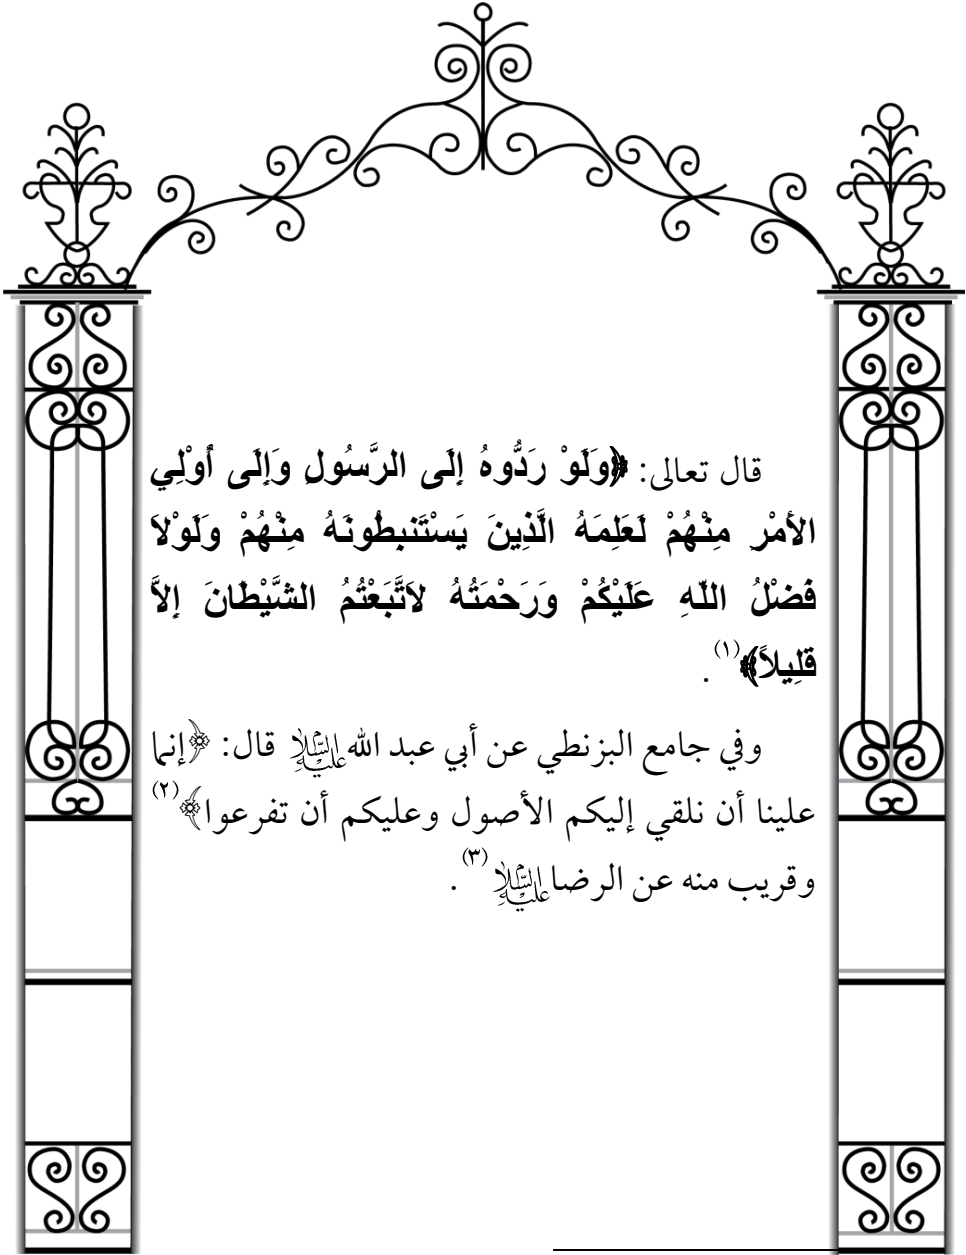 قال تعالى: ﴿وَلَوْ رَدُّوهُ إِلَى الرَّسُولِ وَإِلَى أُوْلِي
الأَمْرِ مِنْهُمْ لَعَلِمَهُ الَّذِينَ يَسْتَنبِطُونَهُ مِنْهُمْ وَلَوْلاَ
فَضْلُ اللّهِ عَلَيْكُمْ وَرَحْمَتُهُ لاَتَّبَعْتُمُ الشَّيْطَانَ إِلاَّ
قَلِيلاً﴾(١).
وفي جامع البزنطي عن أبي عبد الله عليه السلام قال: ﴿إنما
علينا أن نلقي إليكم الأصول وعليكم أن تفرعوا﴾(٢)
وقريب منه عن الرضا عليه السلام(٣).